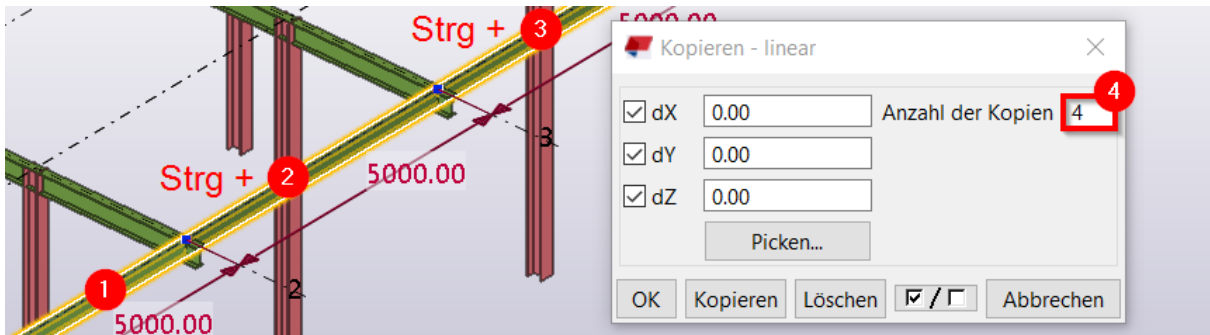 Strg + 3
5000.00
Kopieren - linear
4
dX 0.00 Anzahl der Kopien 4
3
dY 0.00
Strg + 2
5000.00
dZ 0.00
Picken...
1
2
OK Kopieren Löschen / Abbrechen
5000.00